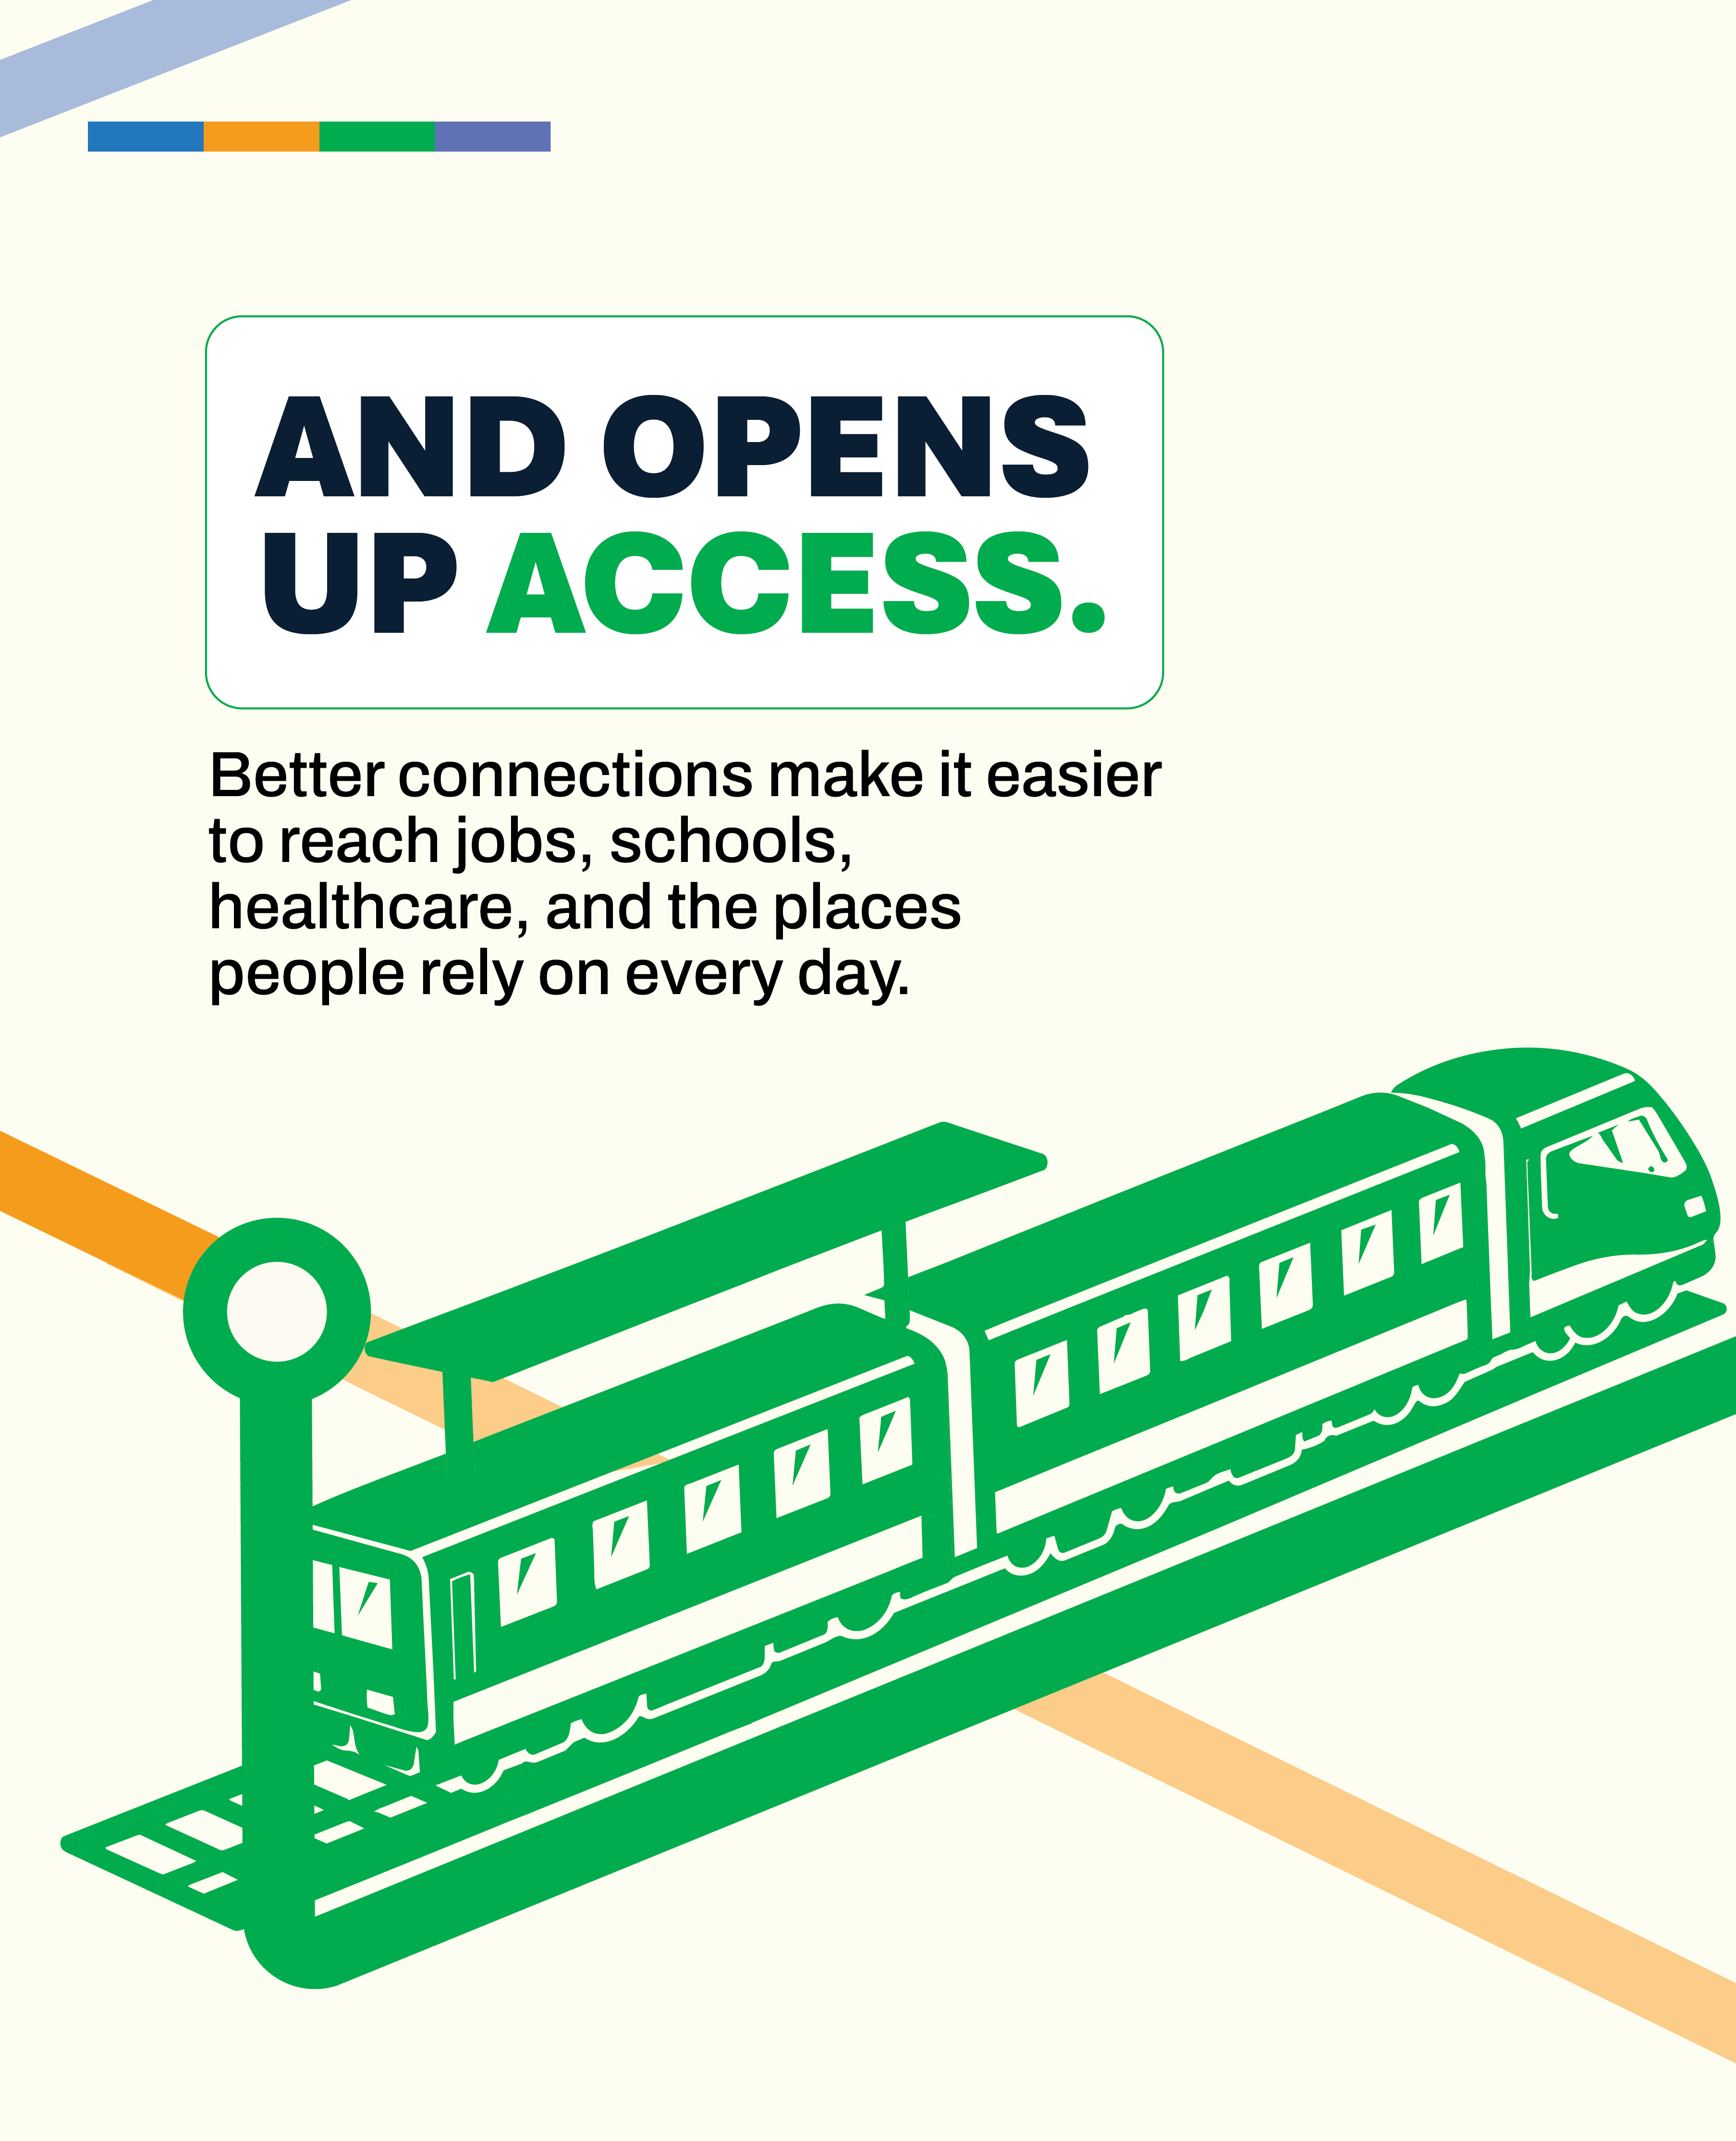 AND OPENS
UP ACCESS.
Better connections make it easier
to reach jobs, schools,
healthcare, and the places
people rely on every day.